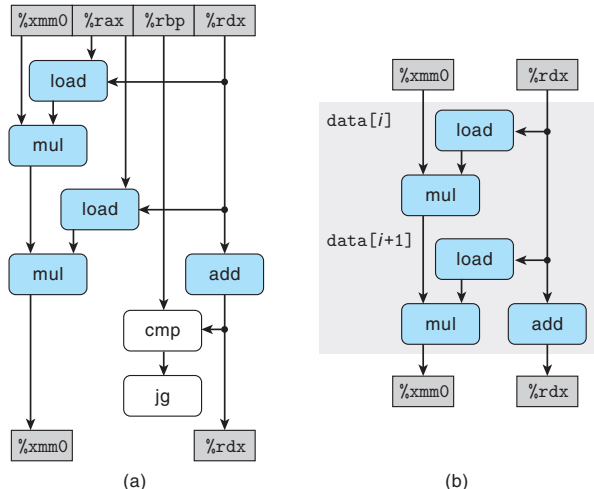 %xmm0 %rax %rbp %rdx
load
mul
load
mul add
cmp
jg
%xmm0 %rdx
(a)
%xmm0 %rdx
data[i]
load
mul
data[i+1]
load
mul add
%xmm0 %rdx
(b)